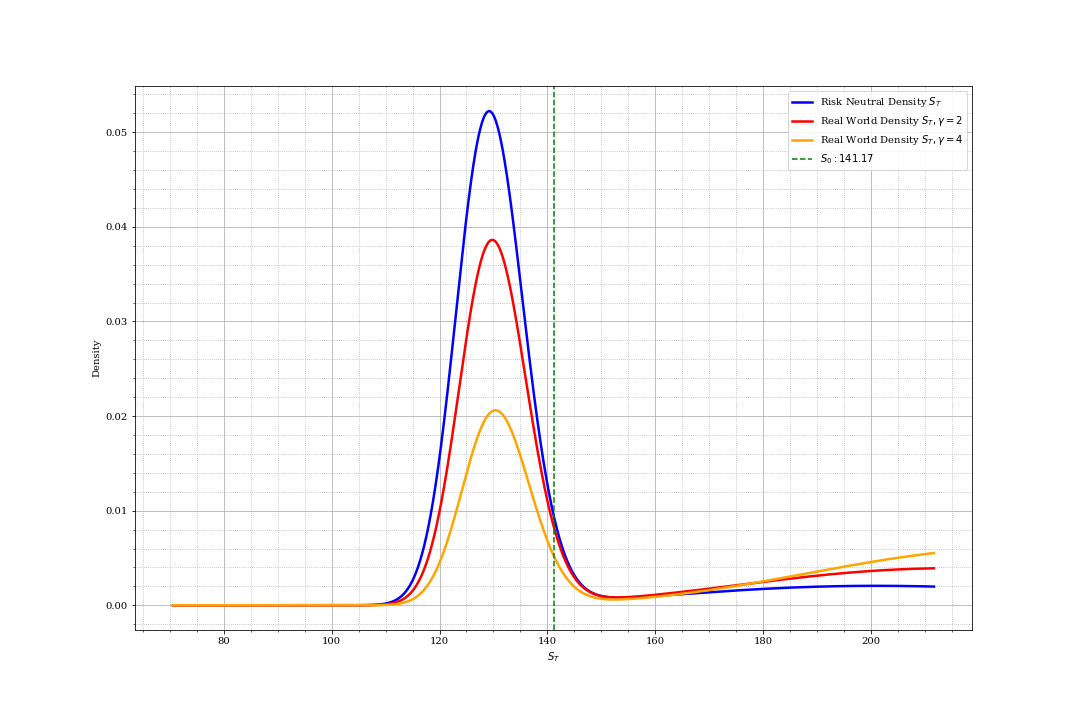 Risk Neutral Density S_T
Real World Density S_T, γ = 2
Real World Density S_T, γ = 4
S_0 : 141.17
0.05
0.04
0.03
0.02
0.01
0.00
Density
80 100 120 140 160 180 200
S_T